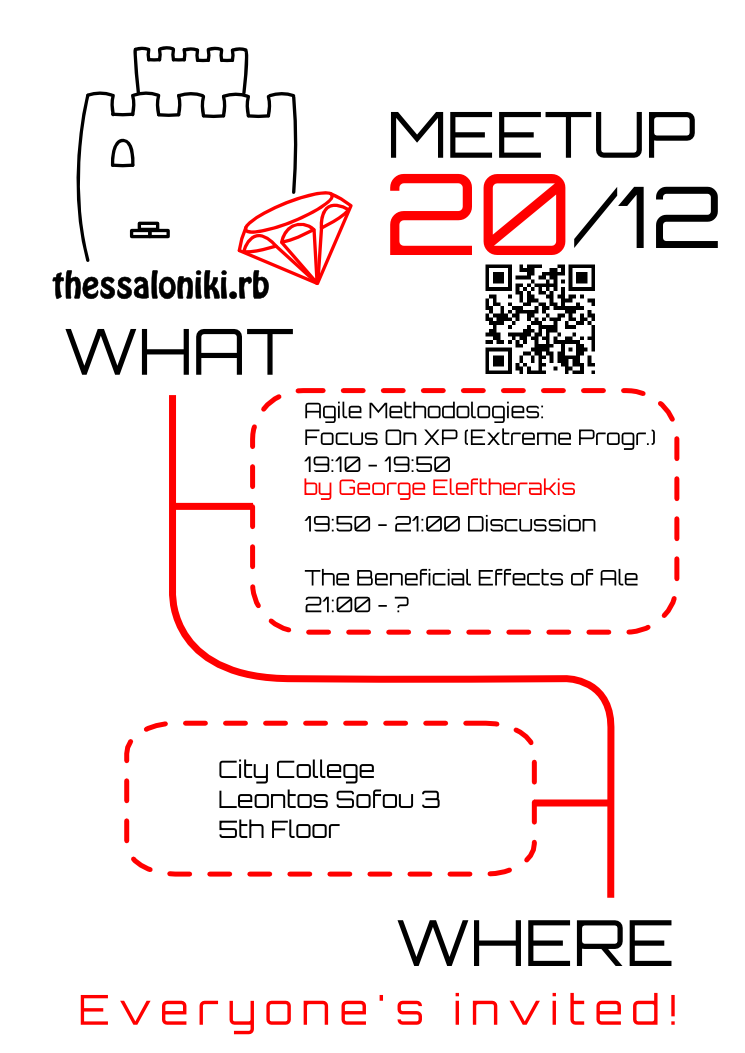 MEETUP
20/12
thessaloniki.rb
WHAT
Agile Methodologies:
Focus On XP (Extreme Progr.)
19:10 - 19:50
by George Eleftherakis
19:50 - 21:00 Discussion
The Beneficial Effects of Ale
21:00 - ?
City College
Leontos Sofou 3
5th Floor
WHERE
Everyone's invited!